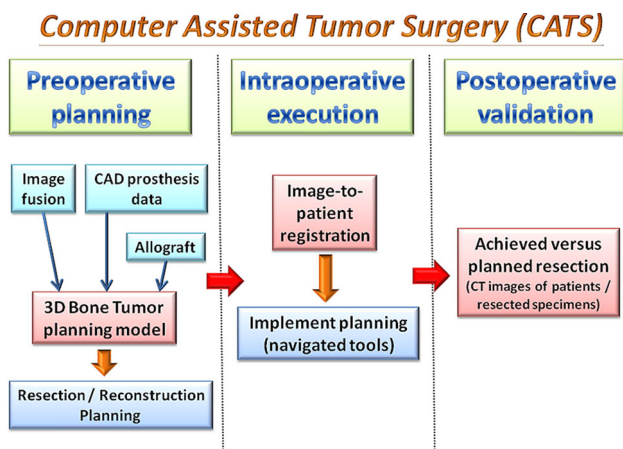 Computer Assisted Tumor Surgery (CATS)
Preoperative
planning
Intraoperative
execution
Postoperative
validation
Image
fusion
CAD prosthesis
data
Allograft
3D Bone Tumor
planning model
Resection / Reconstruction
Planning
Image-to-
patient
registration
Implement planning
(navigated tools)
Achieved versus
planned resection
(CT images of patients /
resected specimens)